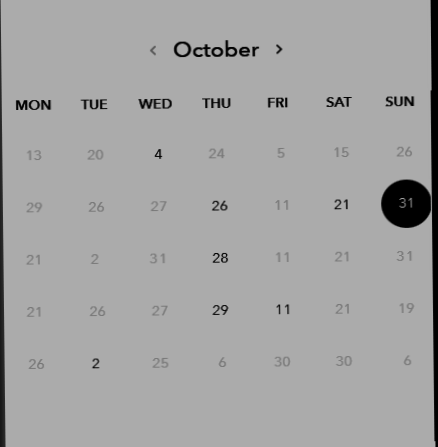 ‹ October ›
MON TUE WED THU FRI SAT SUN
13 20 4 24 5 15 26
29 26 27 26 11 21 31
21 2 31 28 11 21 31
21 26 27 29 11 21 19
26 2 25 6 30 30 6